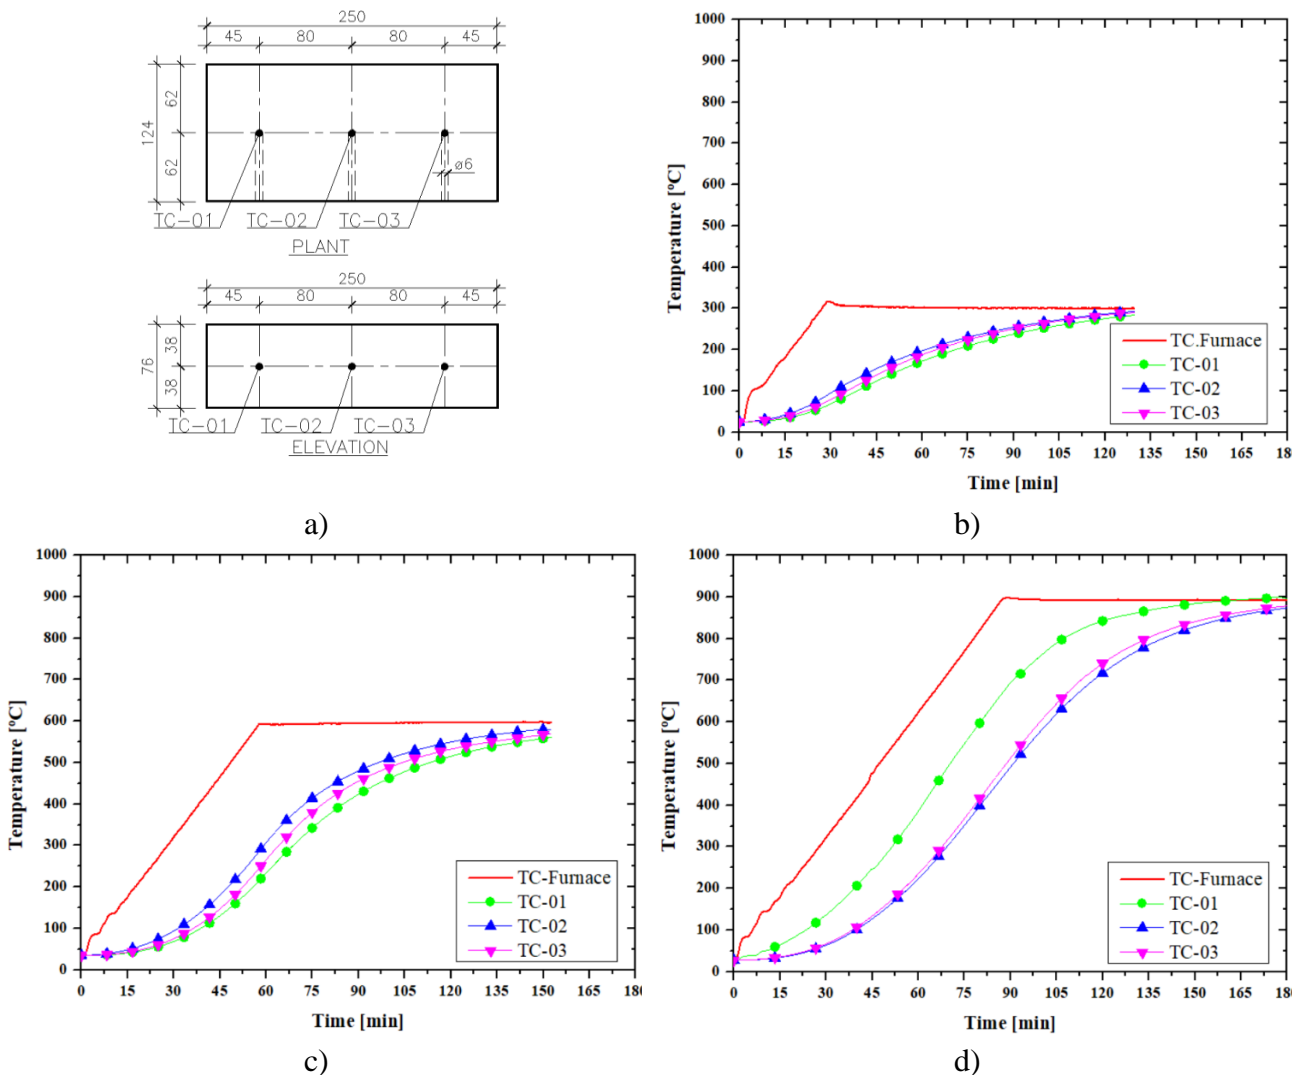 250
45 80 80 45
124
62
62
ø6
TC-01 TC-02 TC-03
PLANT
250
45 80 80 45
76
38
38
TC-01 TC-02 TC-03
ELEVATION
a)
1000
900
800
700
600
500
400
300
200
100
0
Temperature [ºC]
TC.Furnace
TC-01
TC-02
TC-03
0 15 30 45 60 75 90 105 120 135 150 165 18
Time [min]
b)
1000
900
800
700
600
500
400
300
200
100
0
Temperature [ºC]
TC-Furnace
TC-01
TC-02
TC-03
0 15 30 45 60 75 90 105 120 135 150 165 180
Time [min]
c)
1000
900
800
700
600
500
400
300
200
100
0
Temperature [ºC]
TC-Furnace
TC-01
TC-02
TC-03
0 15 30 45 60 75 90 105 120 135 150 165 180
Time [min]
d)